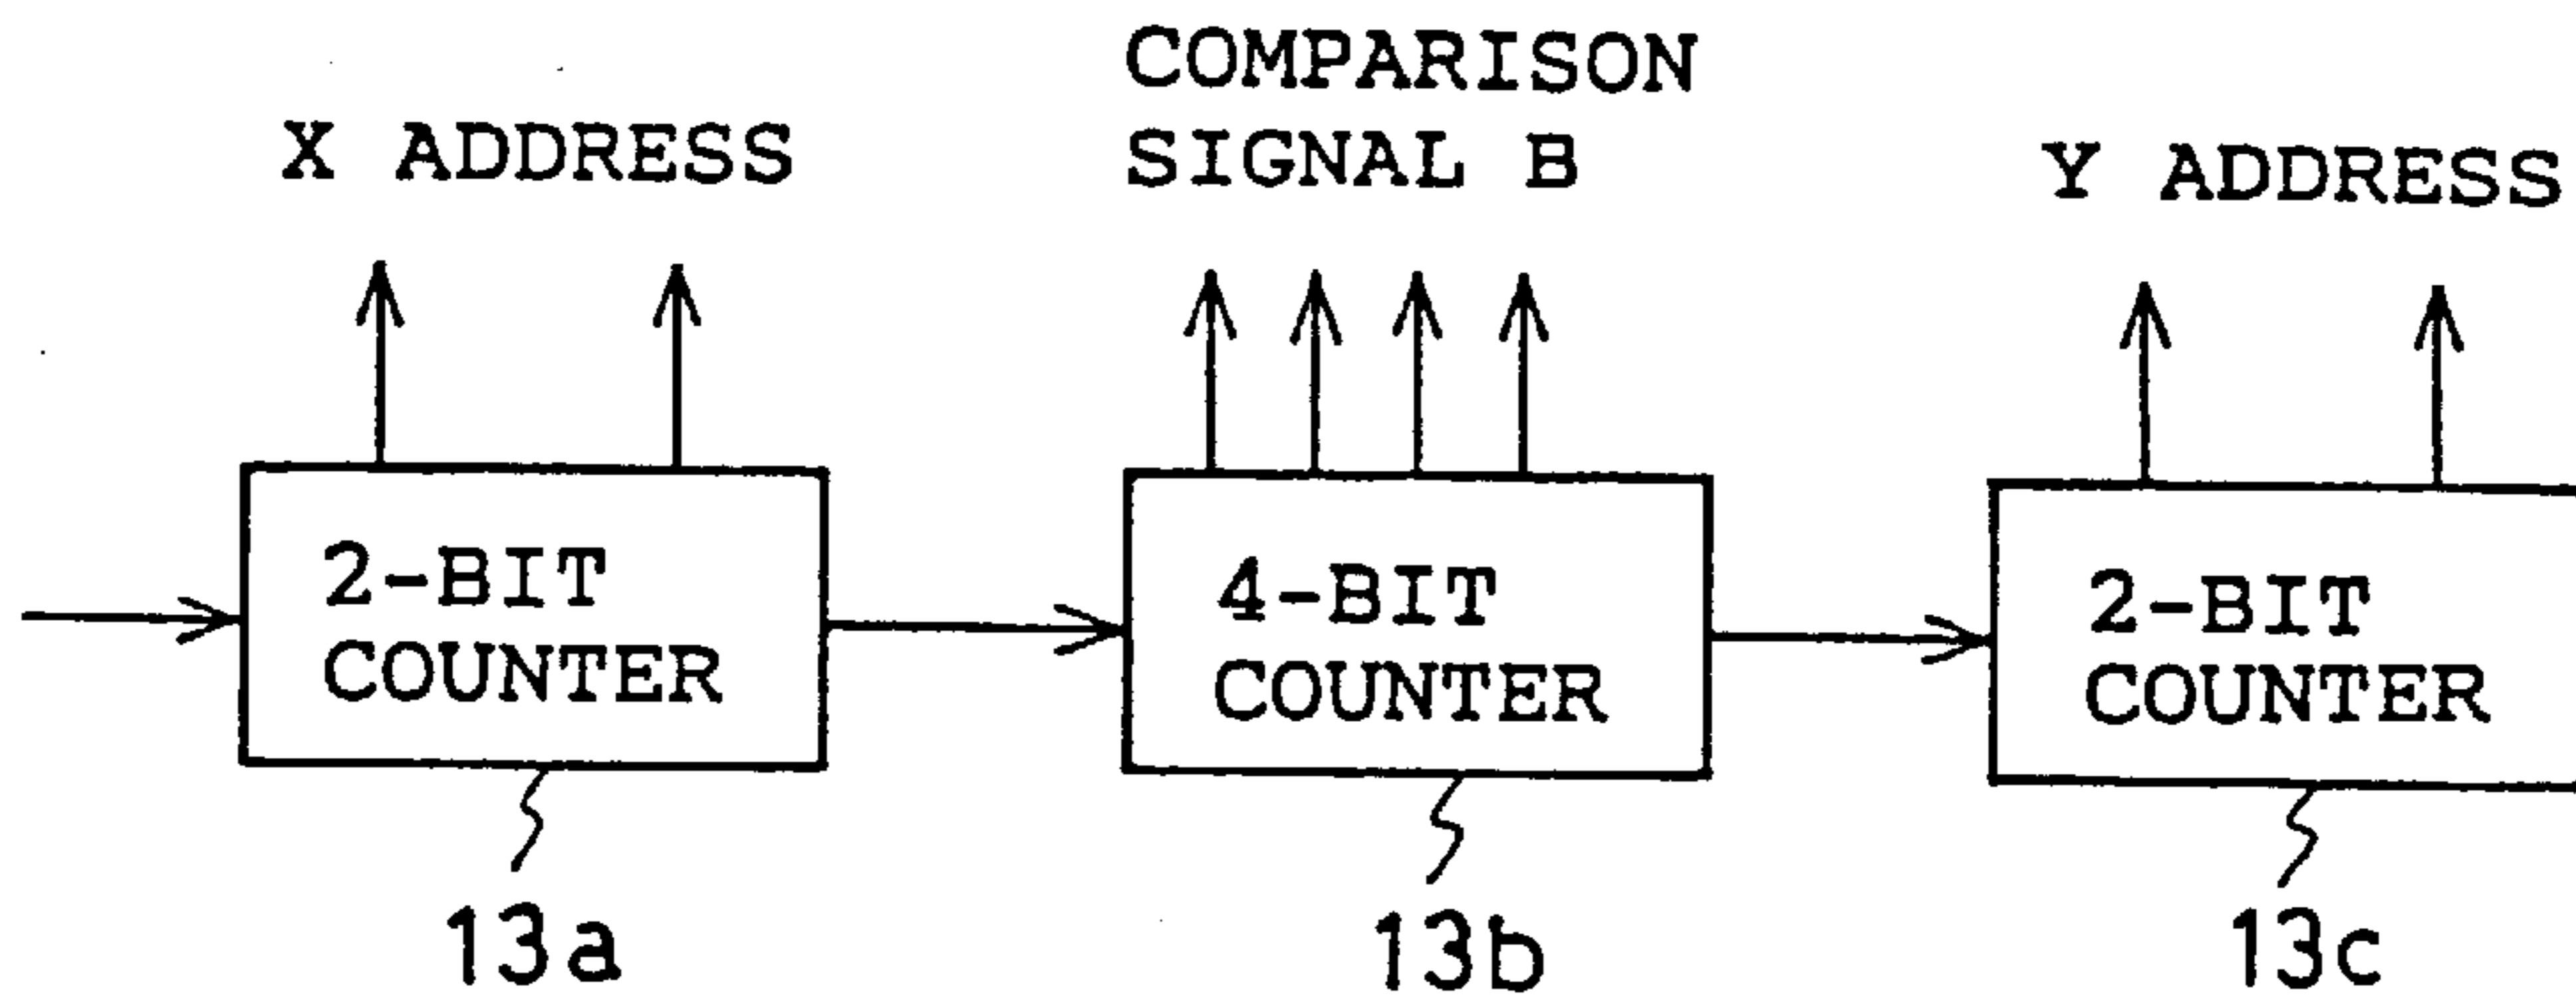 X ADDRESS
COMPARISON
SIGNAL B
Y ADDRESS
2-BIT
COUNTER
4-BIT
COUNTER
2-BIT
COUNTER
13a
13b
13c